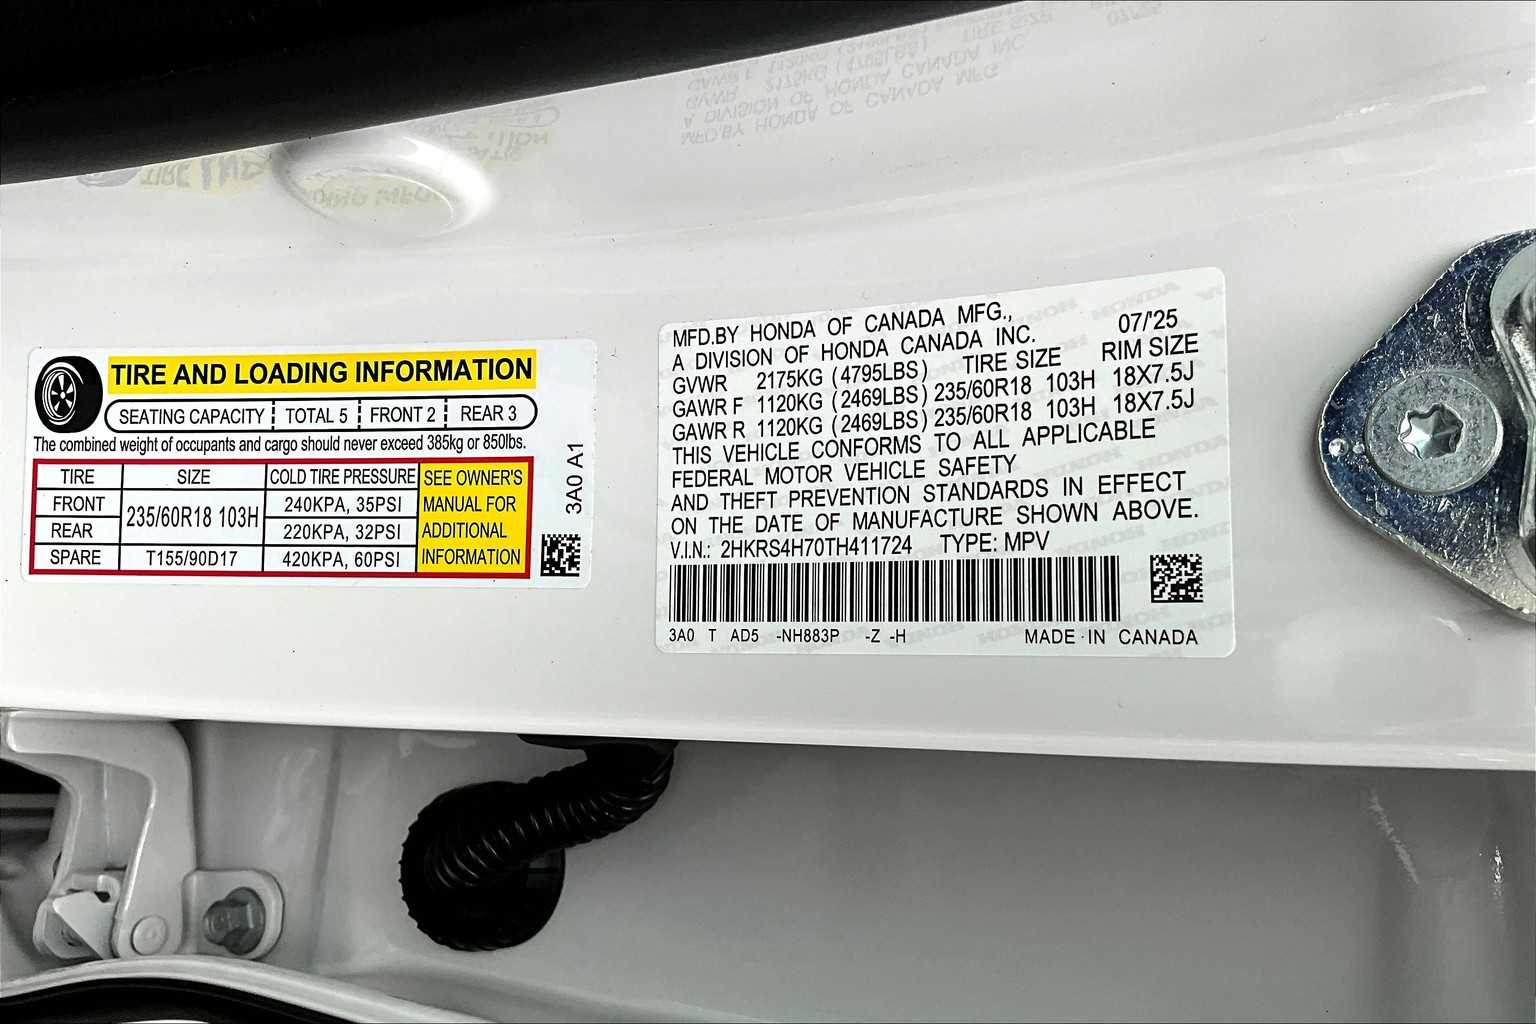 TIRE AND LOADING INFORMATION
SEATING CAPACITY TOTAL 5 FRONT 2 REAR 3
The combined weight of occupants and cargo should never exceed 385kg or 850lbs.
TIRE SIZE COLD TIRE PRESSURE SEE OWNER'S
FRONT 235/60R18 103H 240KPA, 35PSI MANUAL FOR
REAR 220KPA, 32PSI ADDITIONAL
SPARE T155/90D17 420KPA, 60PSI INFORMATION
3A0 A1
MFD.BY HONDA OF CANADA MFG., 07/'25
A DIVISION OF HONDA CANADA INC.
TIRE SIZE RIM SIZE
GVWR 2175KG (4795LBS)
GAWR F 1120KG (2469LBS) 235/60R18 103H 18X7.5J
GAWR R 1120KG (2469LBS) 235/60R18 103H 18X7.5J
THIS VEHICLE CONFORMS TO ALL APPLICABLE
FEDERAL MOTOR VEHICLE SAFETY
AND THEFT PREVENTION STANDARDS IN EFFECT
ON THE DATE OF MANUFACTURE SHOWN ABOVE.
V.I.N.: 2HKRS4H70TH411724 TYPE: MPV
3A0 T AD5 -NH883P -Z -H MADE IN CANADA